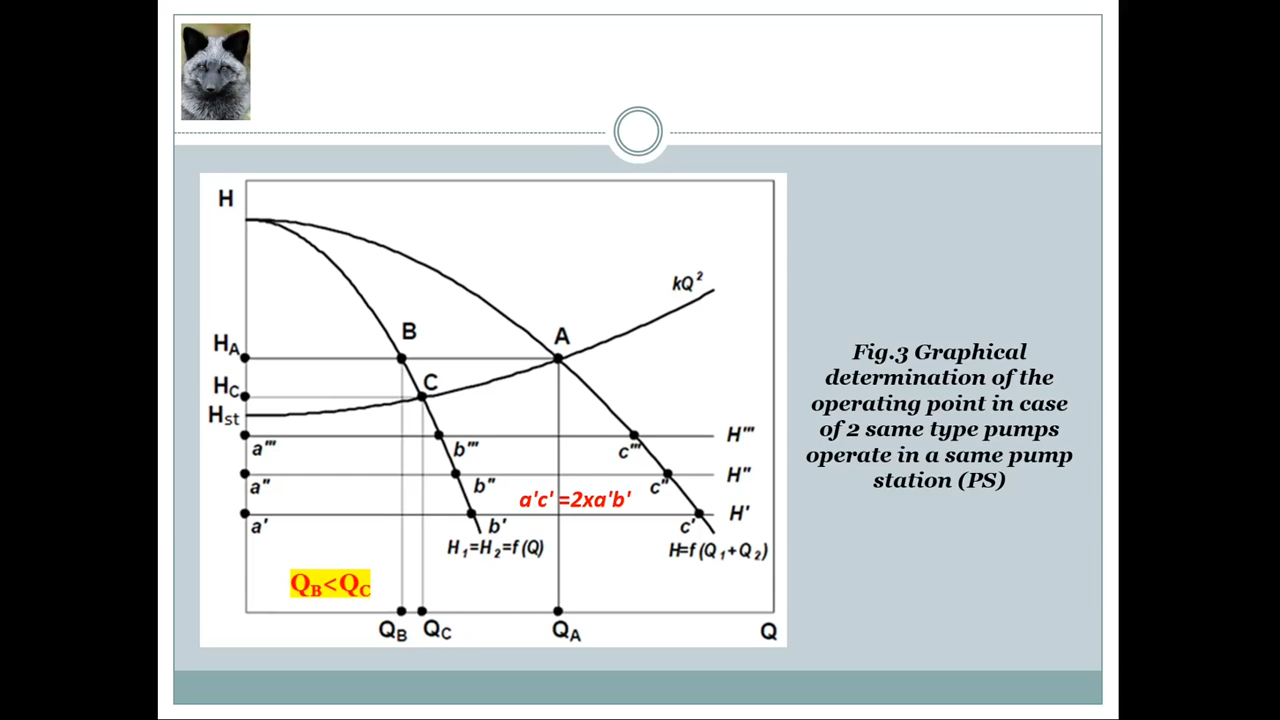 H
kQ²
B
A
H_A
C
H_C
H_st
H'''
a'''
b'''
c'''
H''
a''
b''
c''
a'c' =2xa'b'
H'
a'
b'
c'
H₁=H₂=f(Q)
H=f(Q₁+Q₂)
Q_B<Q_C
Q_B Q_C Q_A Q
Fig.3 Graphical
determination of the
operating point in case
of 2 same type pumps
operate in a same pump
station (PS)